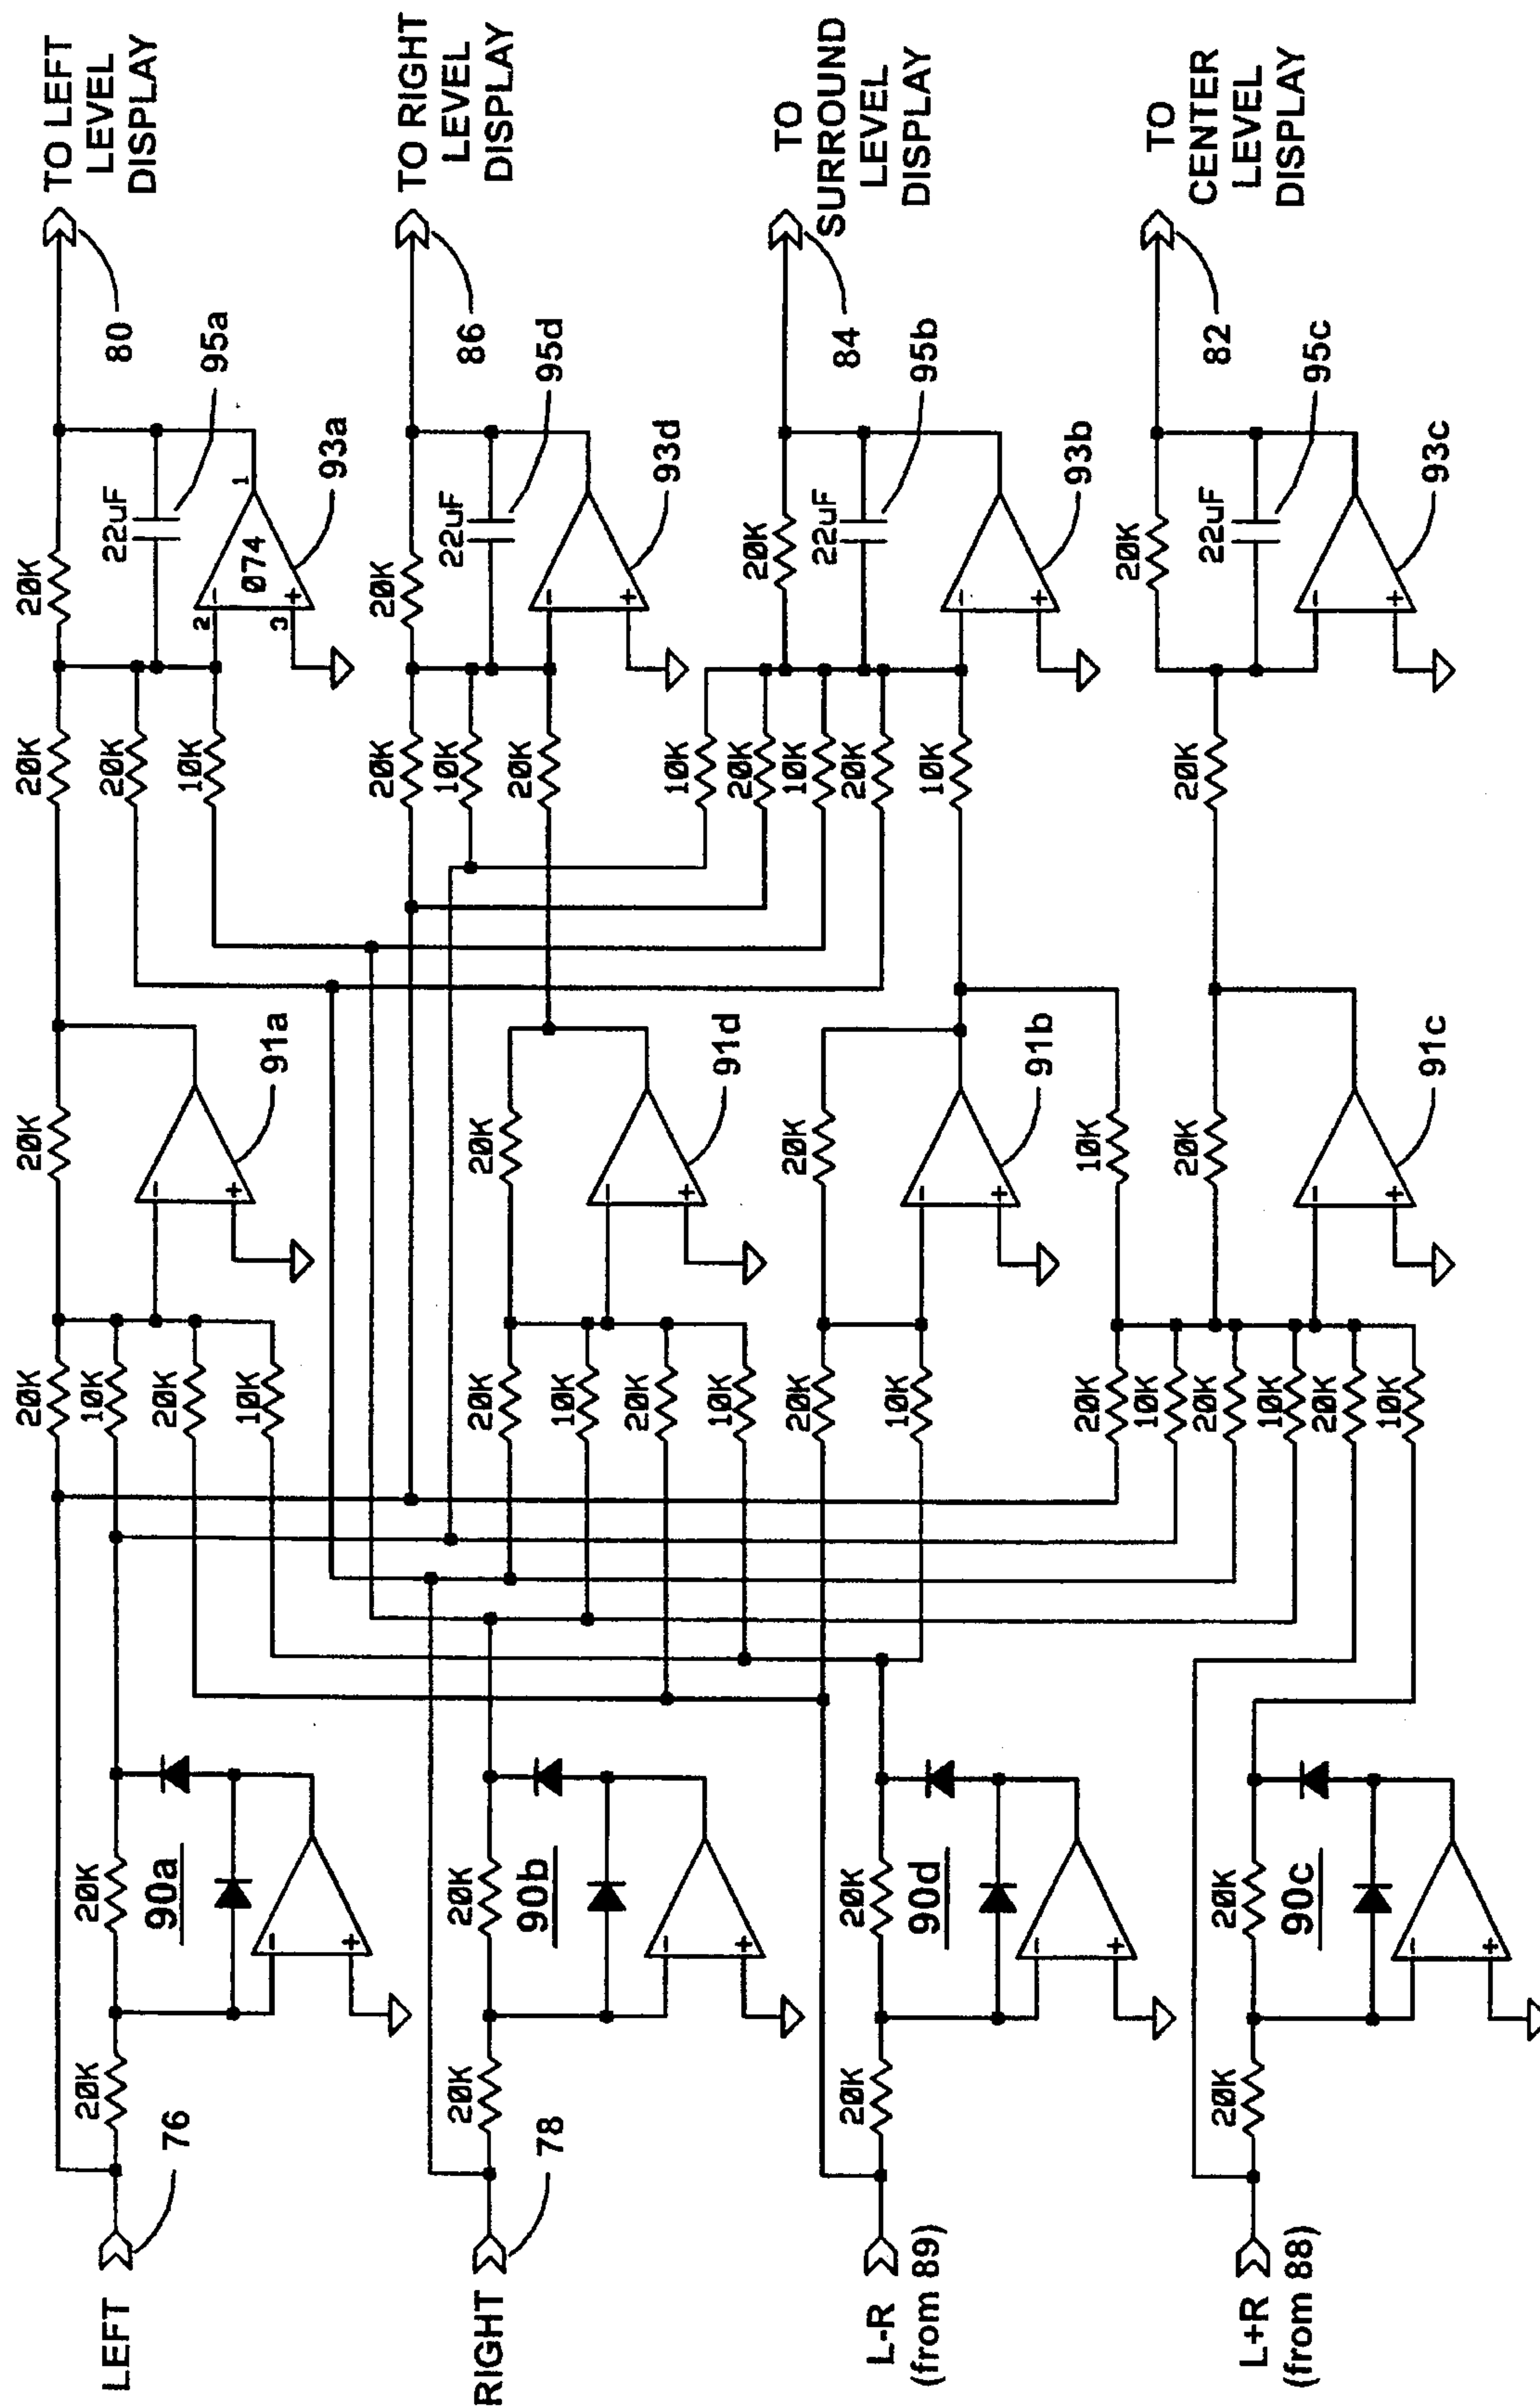 LEFT
76
20K
20K
90a
-
+
20K
10K
20K
10K
20K
-
+
91a
20K
20K
10K
20K
22uF
2 -
3 +
074
1
93a
95a
80
TO LEFT
LEVEL
DISPLAY
RIGHT
78
20K
20K
90b
-
+
20K
10K
20K
10K
20K
-
+
91d
20K
10K
20K
20K
22uF
-
+
93d
95d
86
TO RIGHT
LEVEL
DISPLAY
L-R
(from 89)
20K
20K
90d
-
+
20K
10K
20K
-
+
91b
10K
20K
10K
20K
10K
20K
22uF
-
+
93b
95b
84
TO
SURROUND
LEVEL
DISPLAY
L+R
(from 88)
20K
20K
90c
-
+
20K
10K
20K
10K
20K
10K
10K
20K
-
+
91c
20K
20K
22uF
-
+
93c
95c
82
TO
CENTER
LEVEL
DISPLAY